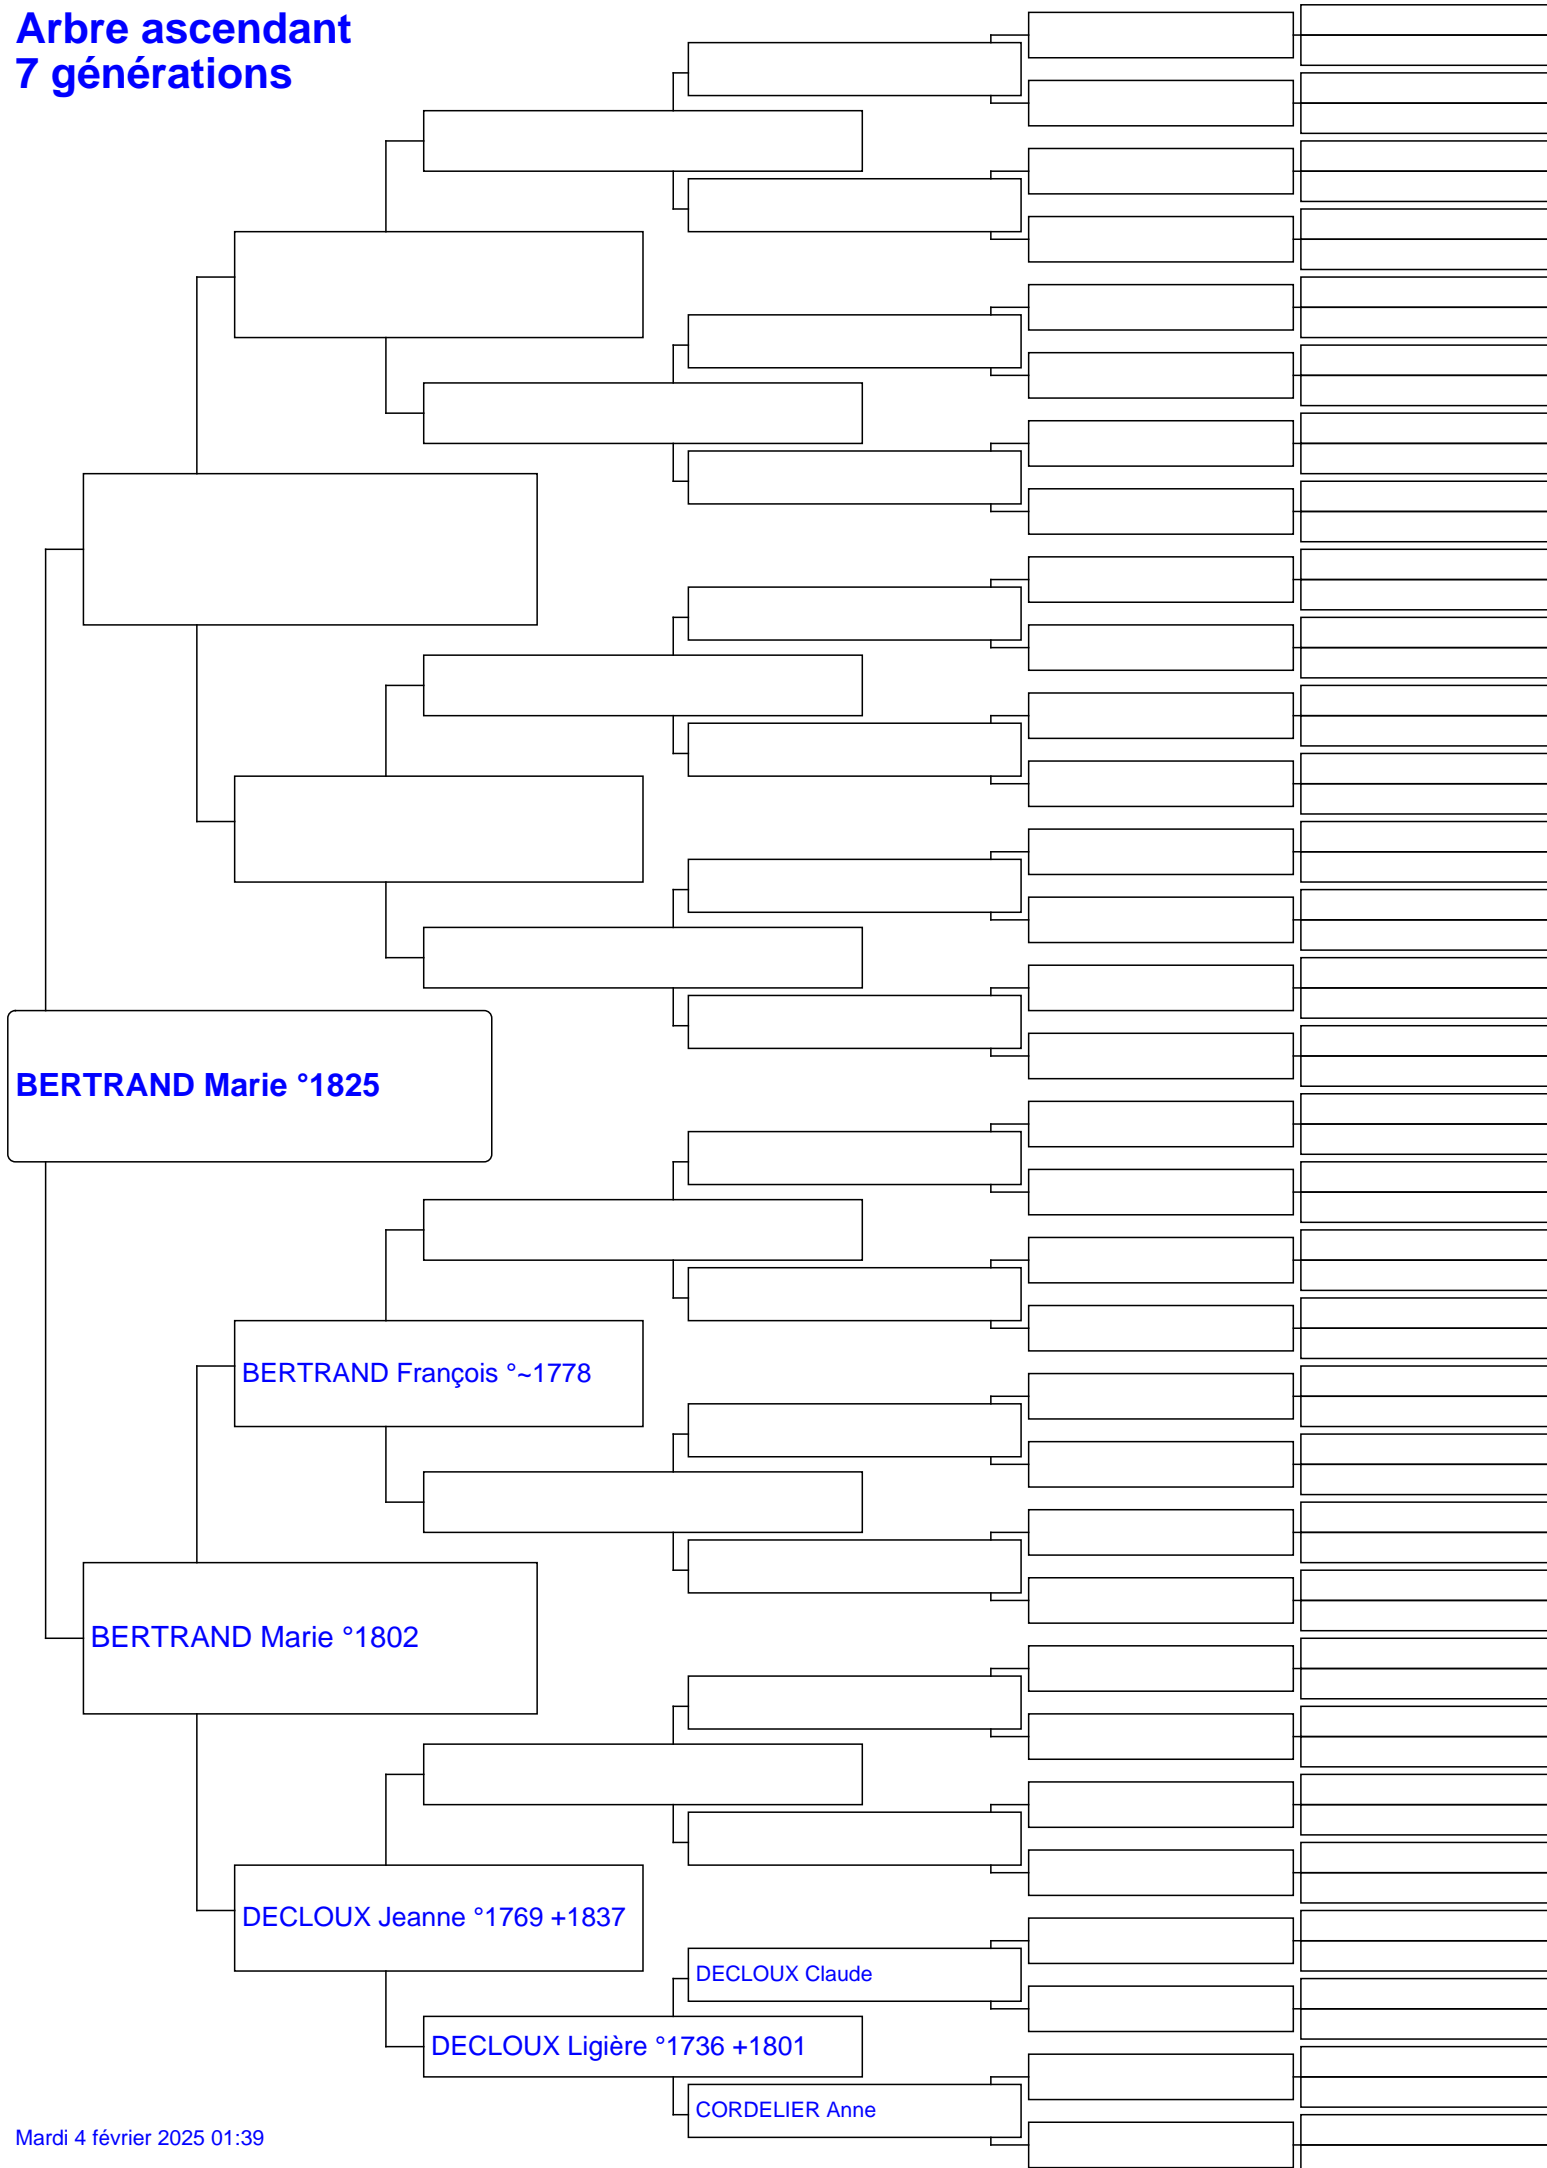 Arbre ascendant
7 générations
BERTRAND Marie °1825
BERTRAND François °~1778
BERTRAND Marie °1802
DECLOUX Jeanne °1769 +1837
DECLOUX Claude
DECLOUX Ligière °1736 +1801
CORDELIER Anne
Mardi 4 février 2025 01:39